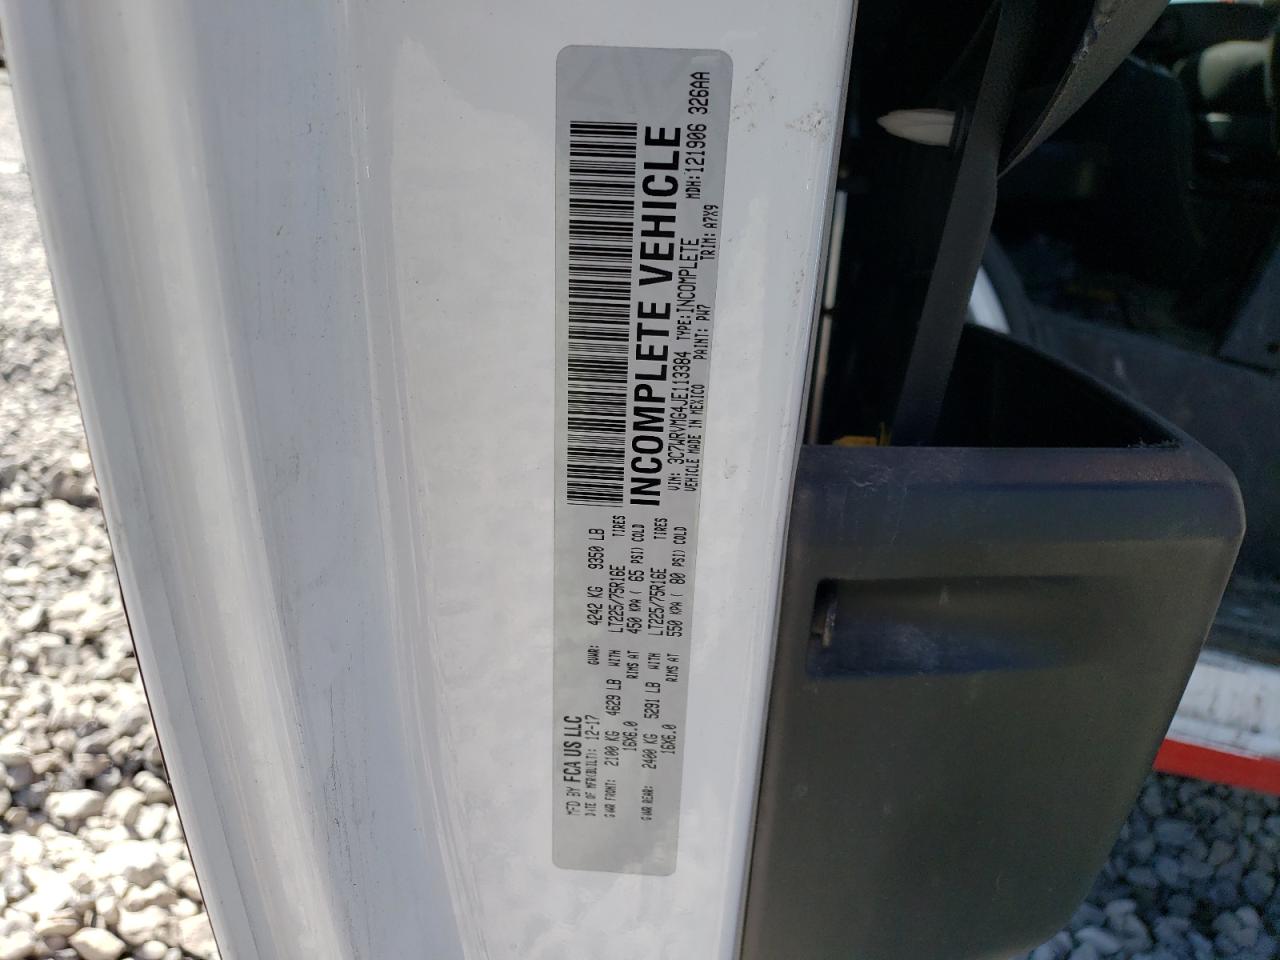 MFD BY FCA US LLC
DATE OF MFR(BUILT): 12-17 GVWR: 4242 KG 9350 LB
GAWR FRONT: 2100 KG 4629 LB WITH LT225/75R16E TIRES
16X6.0 RIMS AT 450 KPA ( 65 PSI) COLD
GAWR REAR: 2400 KG 5291 LB WITH LT225/75R16E TIRES
16X6.0 RIMS AT 550 KPA ( 80 PSI) COLD
INCOMPLETE VEHICLE
VIN: 3C7WRVMG4JE113384 TYPE:INCOMPLETE MDH:121906 326AA
VEHICLE MADE IN MEXICO PAINT: PW7 TRIM: A7X9